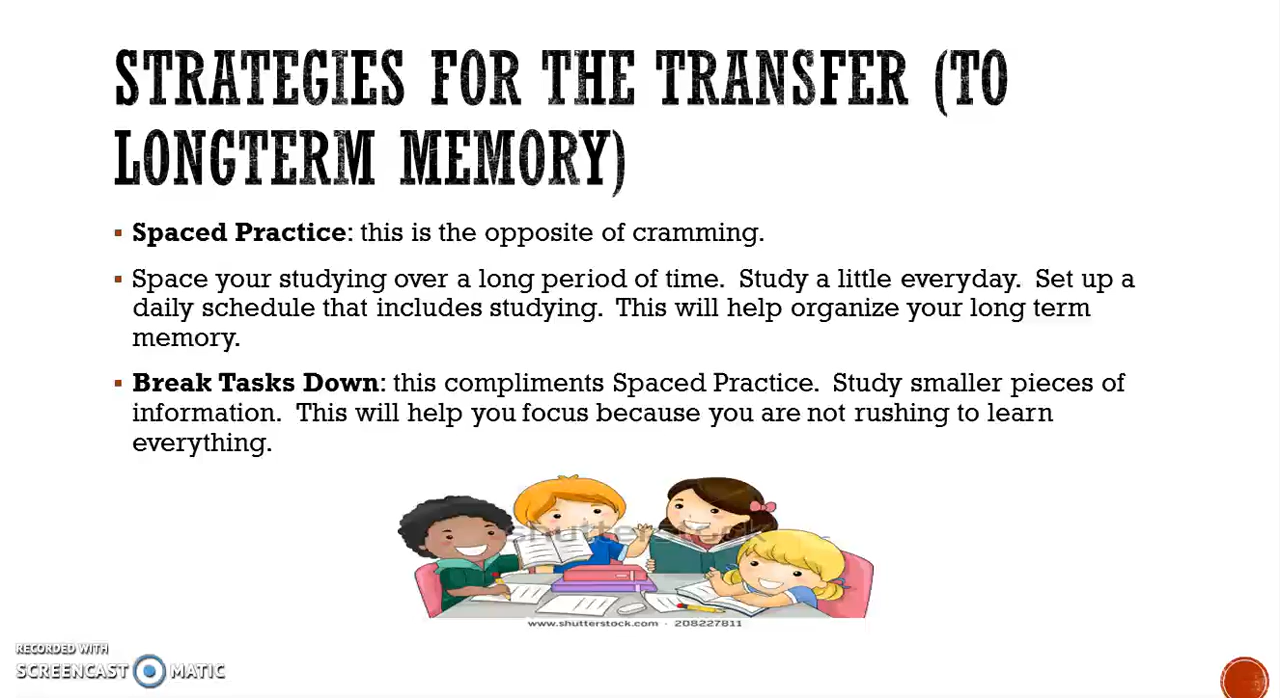 STRATEGIES FOR THE TRANSFER (TO
LONGTERM MEMORY)
▪ Spaced Practice: this is the opposite of cramming.
▪ Space your studying over a long period of time.  Study a little everyday.  Set up a
daily schedule that includes studying.  This will help organize your long term
memory.
▪ Break Tasks Down: this compliments Spaced Practice.  Study smaller pieces of
information.  This will help you focus because you are not rushing to learn
everything.
shutterstock
www.shutterstock.com · 208227811
RECORDED WITH
SCREENCAST MATIC